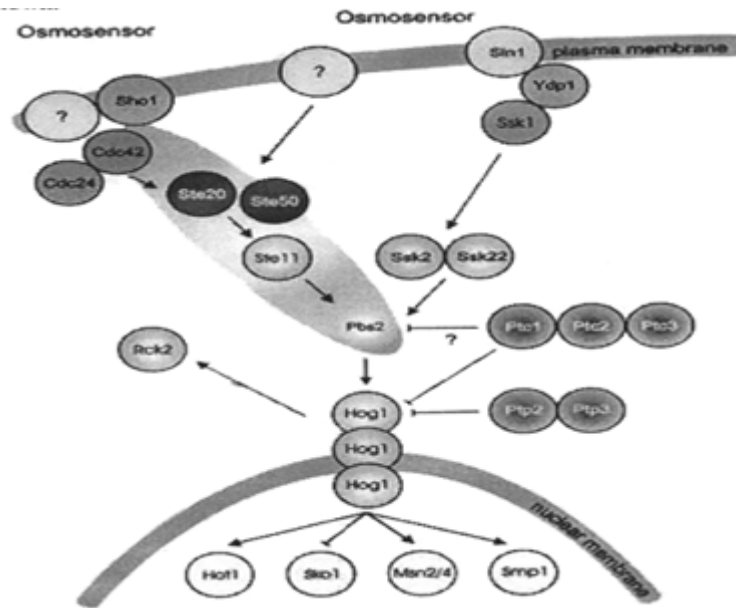 Osmosensor
Osmosensor
Sln1
plasma membrane
?
Ydp1
Sho1
?
Ssk1
Cdc42
Cdc24
Ste20
Ste50
Ste11
Ssk2
Ssk22
Pbs2
?
Ptc1
Ptc2
Ptc3
Rck2
Hog1
Ptp2
Ptp3
Hog1
Hog1
nuclear membrane
Hot1
Sko1
Msn2/4
Smp1